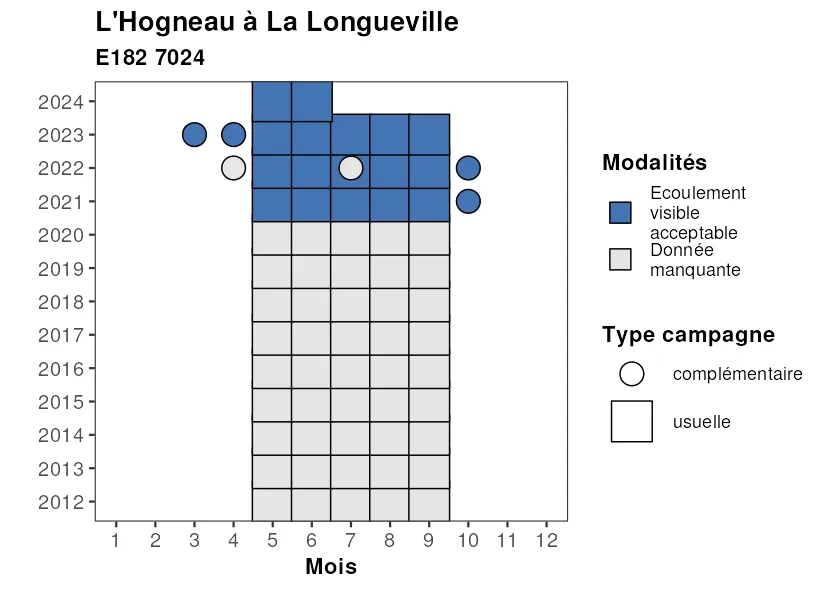 L'Hogneau à La Longueville
E182 7024
2024
2023
2022
2021
2020
2019
2018
2017
2016
2015
2014
2013
2012
1 2 3 4 5 6 7 8 9 10 11 12
Mois
Modalités
Ecoulement
visible
acceptable
Donnée
manquante
Type campagne
complémentaire
usuelle